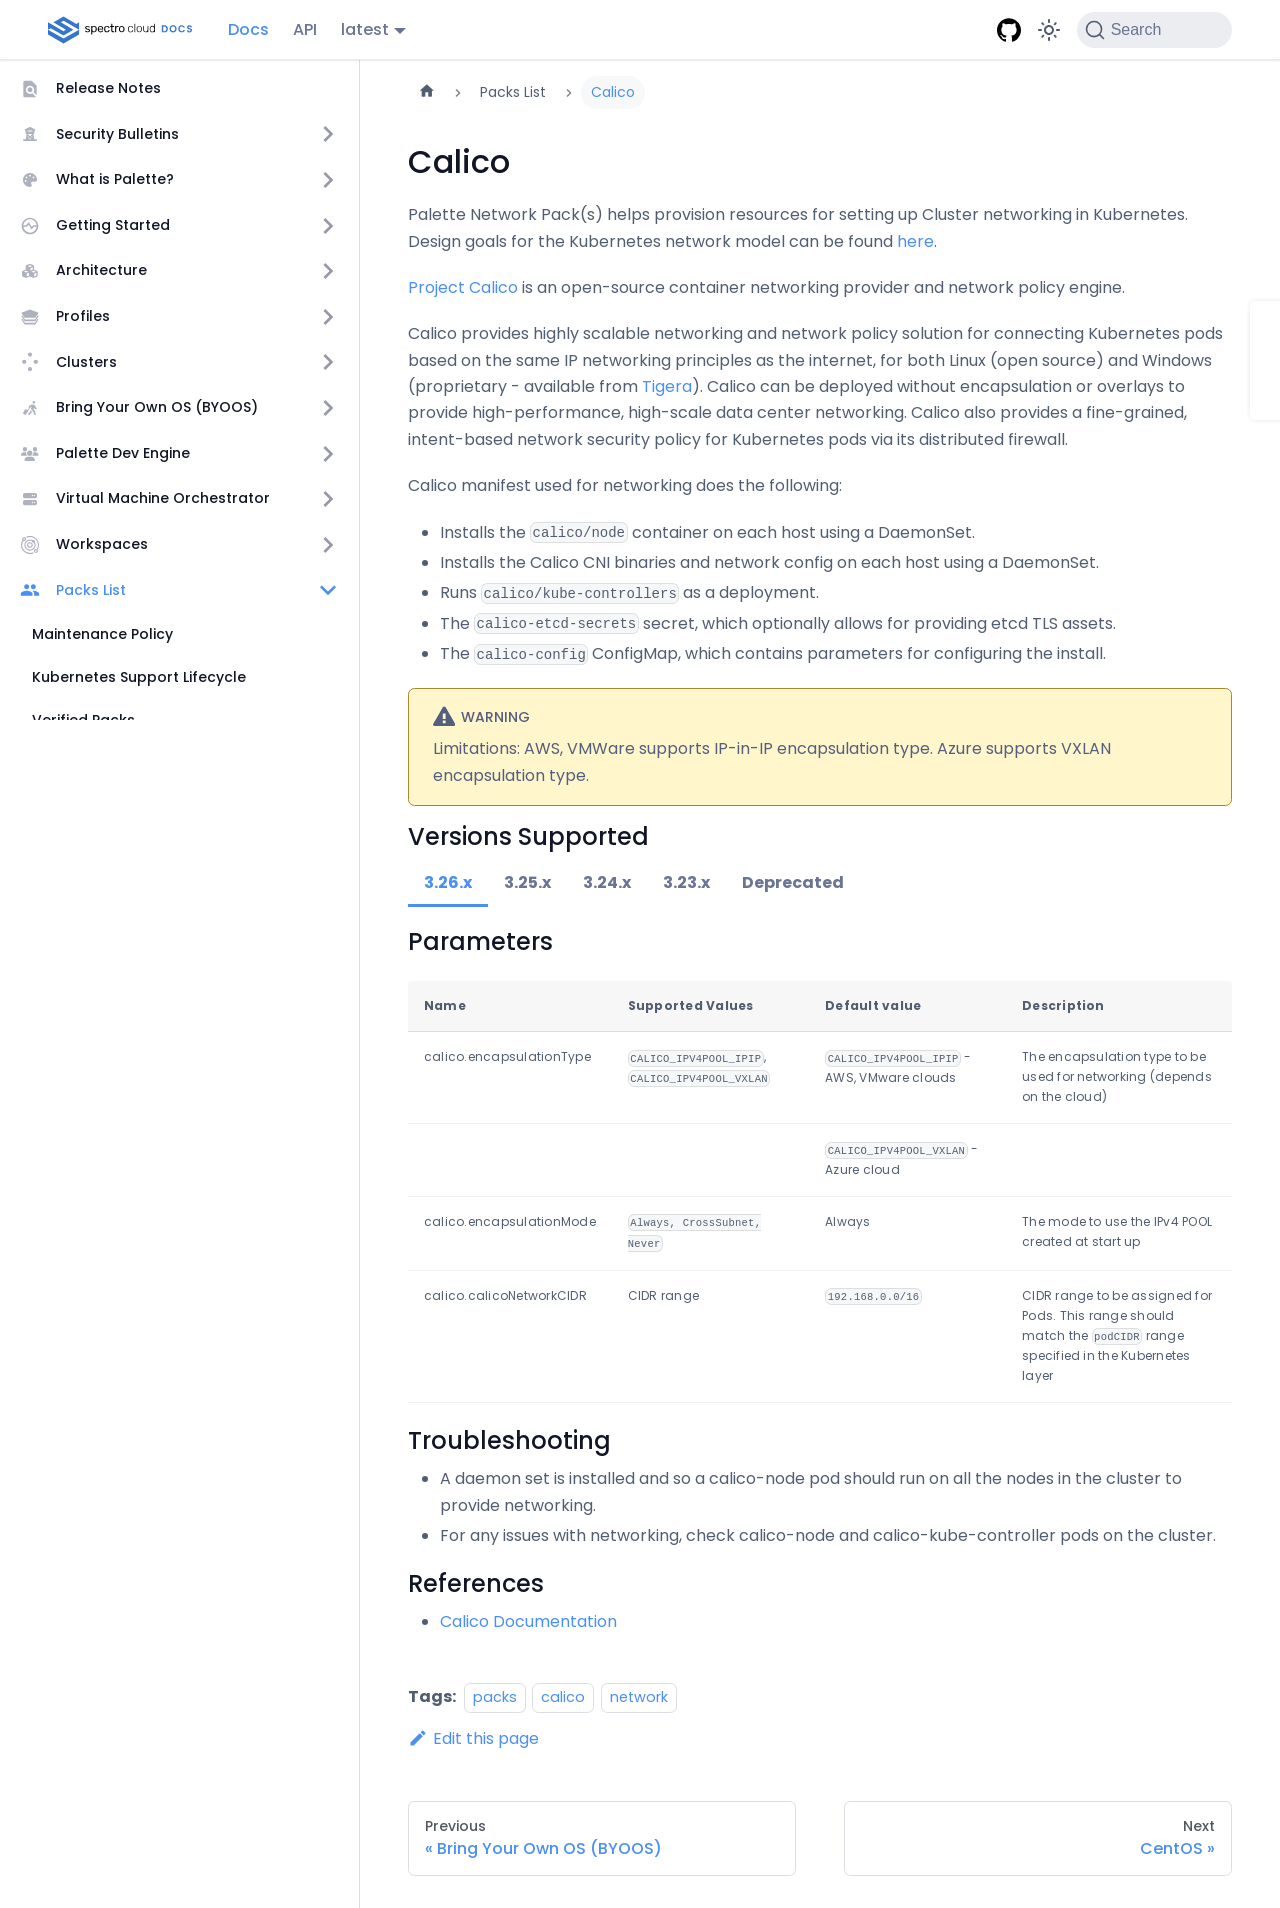 spectro cloud DOCS
Docs
API
latest
Search
Release Notes
Security Bulletins
What is Palette?
Getting Started
Architecture
Profiles
Clusters
Bring Your Own OS (BYOOS)
Palette Dev Engine
Virtual Machine Orchestrator
Workspaces
Packs List
Maintenance Policy
Kubernetes Support Lifecycle
Verified Packs
Packs List
Calico
Calico
Palette Network Pack(s) helps provision resources for setting up Cluster networking in Kubernetes.
Design goals for the Kubernetes network model can be found here.
Project Calico is an open-source container networking provider and network policy engine.
Calico provides highly scalable networking and network policy solution for connecting Kubernetes pods
based on the same IP networking principles as the internet, for both Linux (open source) and Windows
(proprietary - available from Tigera). Calico can be deployed without encapsulation or overlays to
provide high-performance, high-scale data center networking. Calico also provides a fine-grained,
intent-based network security policy for Kubernetes pods via its distributed firewall.
Calico manifest used for networking does the following:
Installs the calico/node container on each host using a DaemonSet.
Installs the Calico CNI binaries and network config on each host using a DaemonSet.
Runs calico/kube-controllers as a deployment.
The calico-etcd-secrets secret, which optionally allows for providing etcd TLS assets.
The calico-config ConfigMap, which contains parameters for configuring the install.
WARNING
Limitations: AWS, VMWare supports IP-in-IP encapsulation type. Azure supports VXLAN
encapsulation type.
Versions Supported
3.26.x 3.25.x 3.24.x 3.23.x Deprecated
Parameters
Name Supported Values Default value Description
calico.encapsulationType CALICO_IPV4POOL_IPIP, CALICO_IPV4POOL_IPIP - The encapsulation type to be
CALICO_IPV4POOL_VXLAN AWS, VMware clouds used for networking (depends
on the cloud)
CALICO_IPV4POOL_VXLAN -
Azure cloud
calico.encapsulationMode Always, CrossSubnet, Always The mode to use the IPv4 POOL
Never created at start up
calico.calicoNetworkCIDR CIDR range 192.168.0.0/16 CIDR range to be assigned for
Pods. This range should
match the podCIDR range
specified in the Kubernetes
layer
Troubleshooting
A daemon set is installed and so a calico-node pod should run on all the nodes in the cluster to
provide networking.
For any issues with networking, check calico-node and calico-kube-controller pods on the cluster.
References
Calico Documentation
Tags: packs calico network
Edit this page
Previous
« Bring Your Own OS (BYOOS)
Next
CentOS »